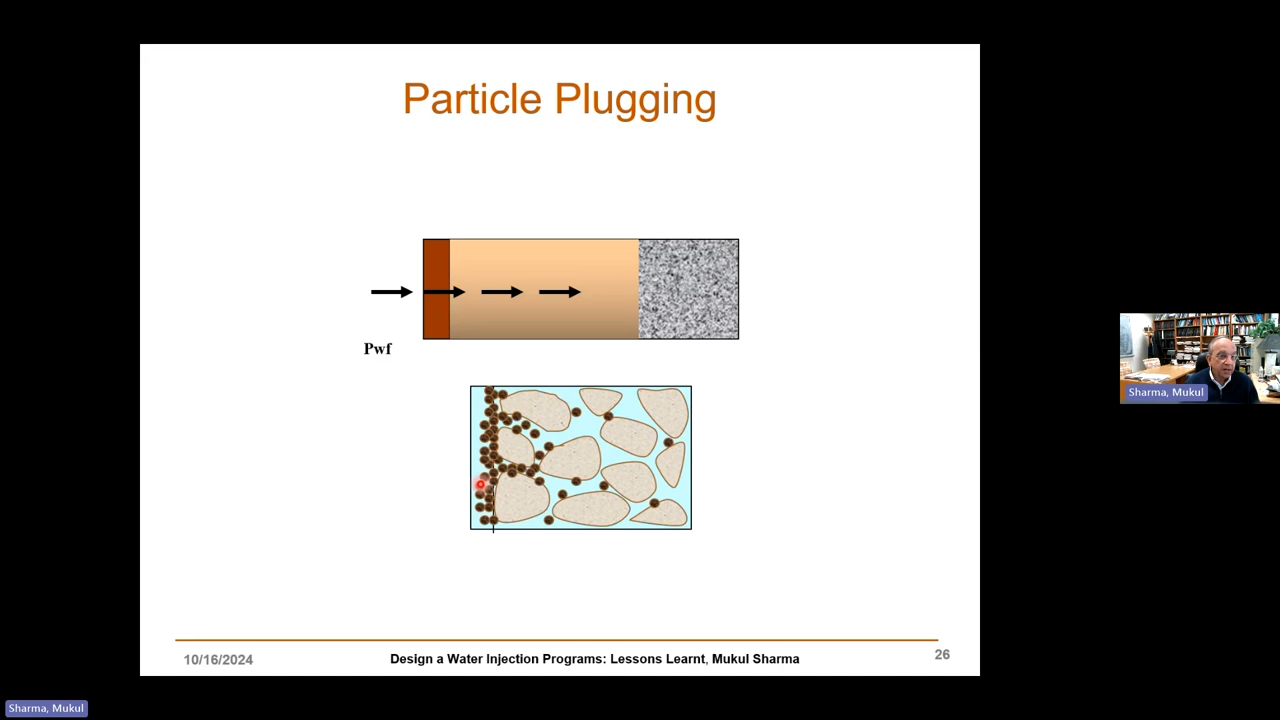 Particle Plugging
Pwf
10/16/2024
Design a Water Injection Programs: Lessons Learnt, Mukul Sharma
26
Sharma, Mukul
Sharma, Mukul